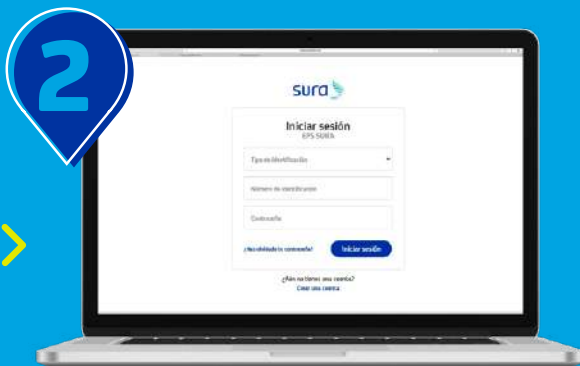 2
sura
Iniciar sesión
EPS SURA
Tipo de Identificación
Número de identificación
Contraseña
¿Has olvidado tu contraseña?
Iniciar sesión
¿Aún no tienes una cuenta?
Crear una cuenta